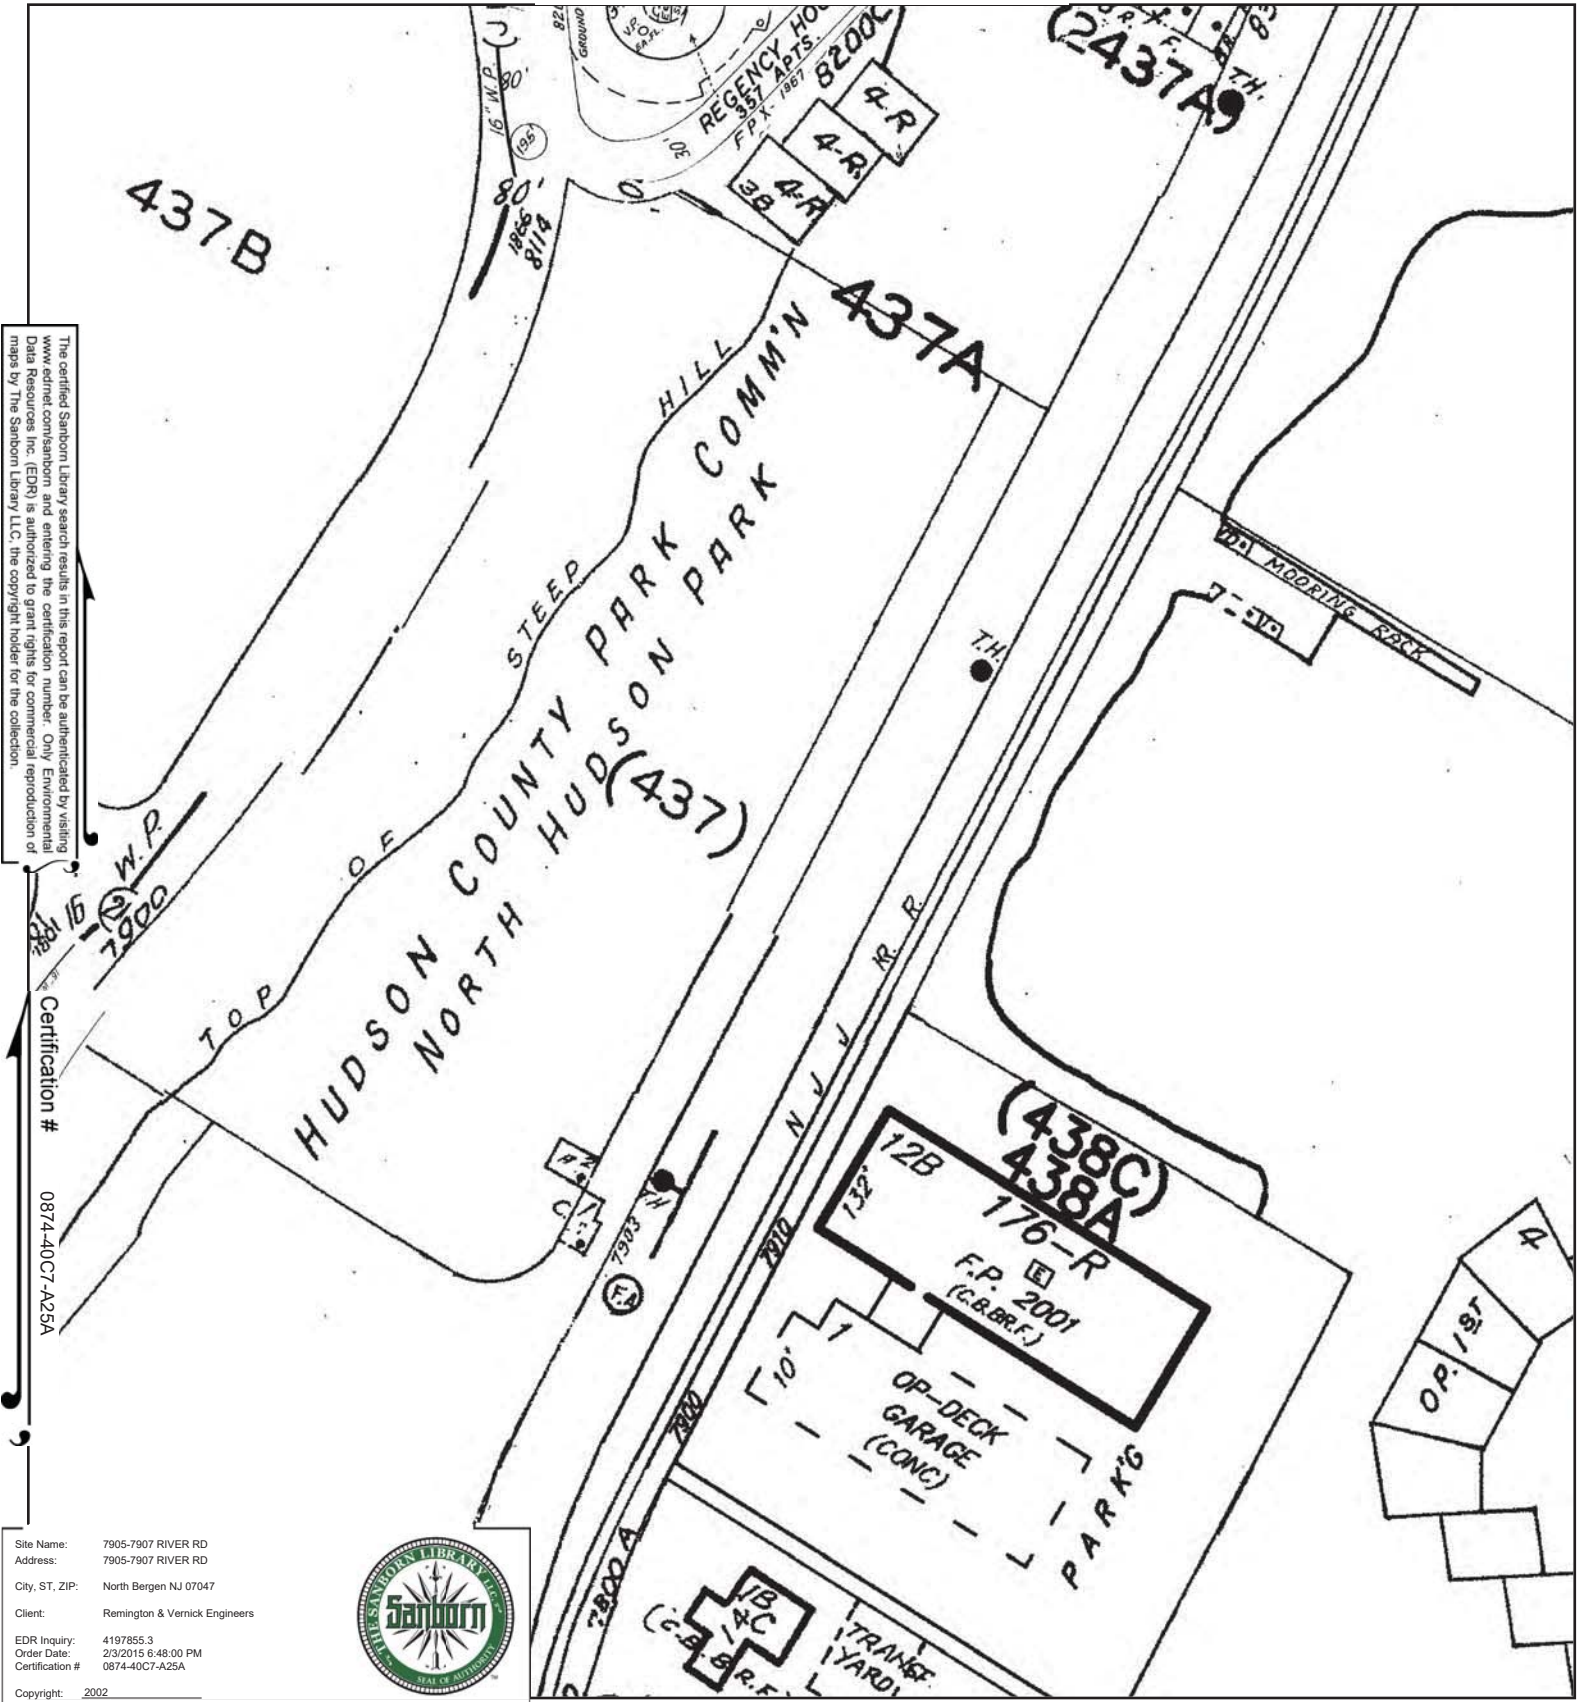 80'
16" W.P.
195'
80'
1866
8114
437B
GROUND
REGENCY HOU
357 APTS.
FPX-1967
8200C
30'
4-R
4-R
4-R
3B
(2437A)
T.H.
437A
TOP OF STEEP HILL
HUDSON COUNTY PARK COMM'N
NORTH HUDSON PARK
(437)
MOORING RACK
T.H.
N J J R. R.
W.P.
16
(2)
7900
C.
7903
T.H
F.A
7910
7900
7800 A
(438C)
438A
12B
132'
176-R
E
F.P. 2001
(C.B.BR.F.)
1
10'
OP-DECK
GARAGE
(CONC)
PARK'G
4
OP. 1ST
1B
14C
(C.B.BR.F.
TRANSF.
YARD
The certified Sanborn Library search results in this report can be authenticated by visiting
www.edrnet.com/sanborn and entering the certification number. Only Environmental
Data Resources Inc. (EDR) is authorized to grant rights for commercial reproduction of
maps by The Sanborn Library LLC, the copyright holder for the collection.
Certification # 0874-40C7-A25A
Site Name: 7905-7907 RIVER RD
Address: 7905-7907 RIVER RD
City, ST, ZIP: North Bergen NJ 07047
Client: Remington & Vernick Engineers
EDR Inquiry: 4197855.3
Order Date: 2/3/2015 6:48:00 PM
Certification # 0874-40C7-A25A
Copyright: 2002
THE SANBORN LIBRARY LLC
Sanborn
SEAL OF AUTHORITY